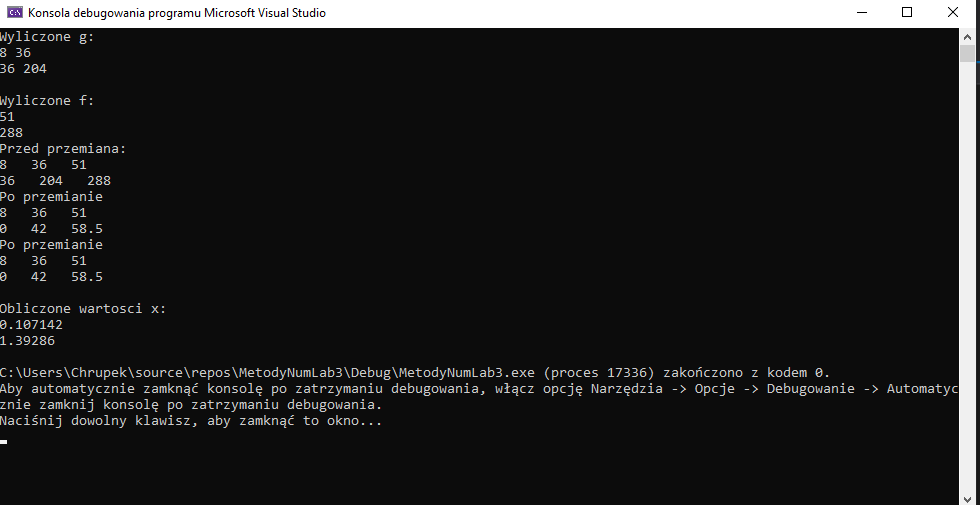 Konsola debugowania programu Microsoft Visual Studio
Wyliczone g:
8 36
36 204
Wyliczone f:
51
288
Przed przemiana:
8 36 51
36 204 288
Po przemianie
8 36 51
0 42 58.5
Po przemianie
8 36 51
0 42 58.5
Obliczone wartosci x:
0.107142
1.39286
C:\Users\Chrupek\source\repos\MetodyNumLab3\Debug\MetodyNumLab3.exe (proces 17336) zakończono z kodem 0.
Aby automatycznie zamknąć konsolę po zatrzymaniu debugowania, włącz opcję Narzędzia -> Opcje -> Debugowanie -> Automatyc
znie zamknij konsolę po zatrzymaniu debugowania.
Naciśnij dowolny klawisz, aby zamknąć to okno...